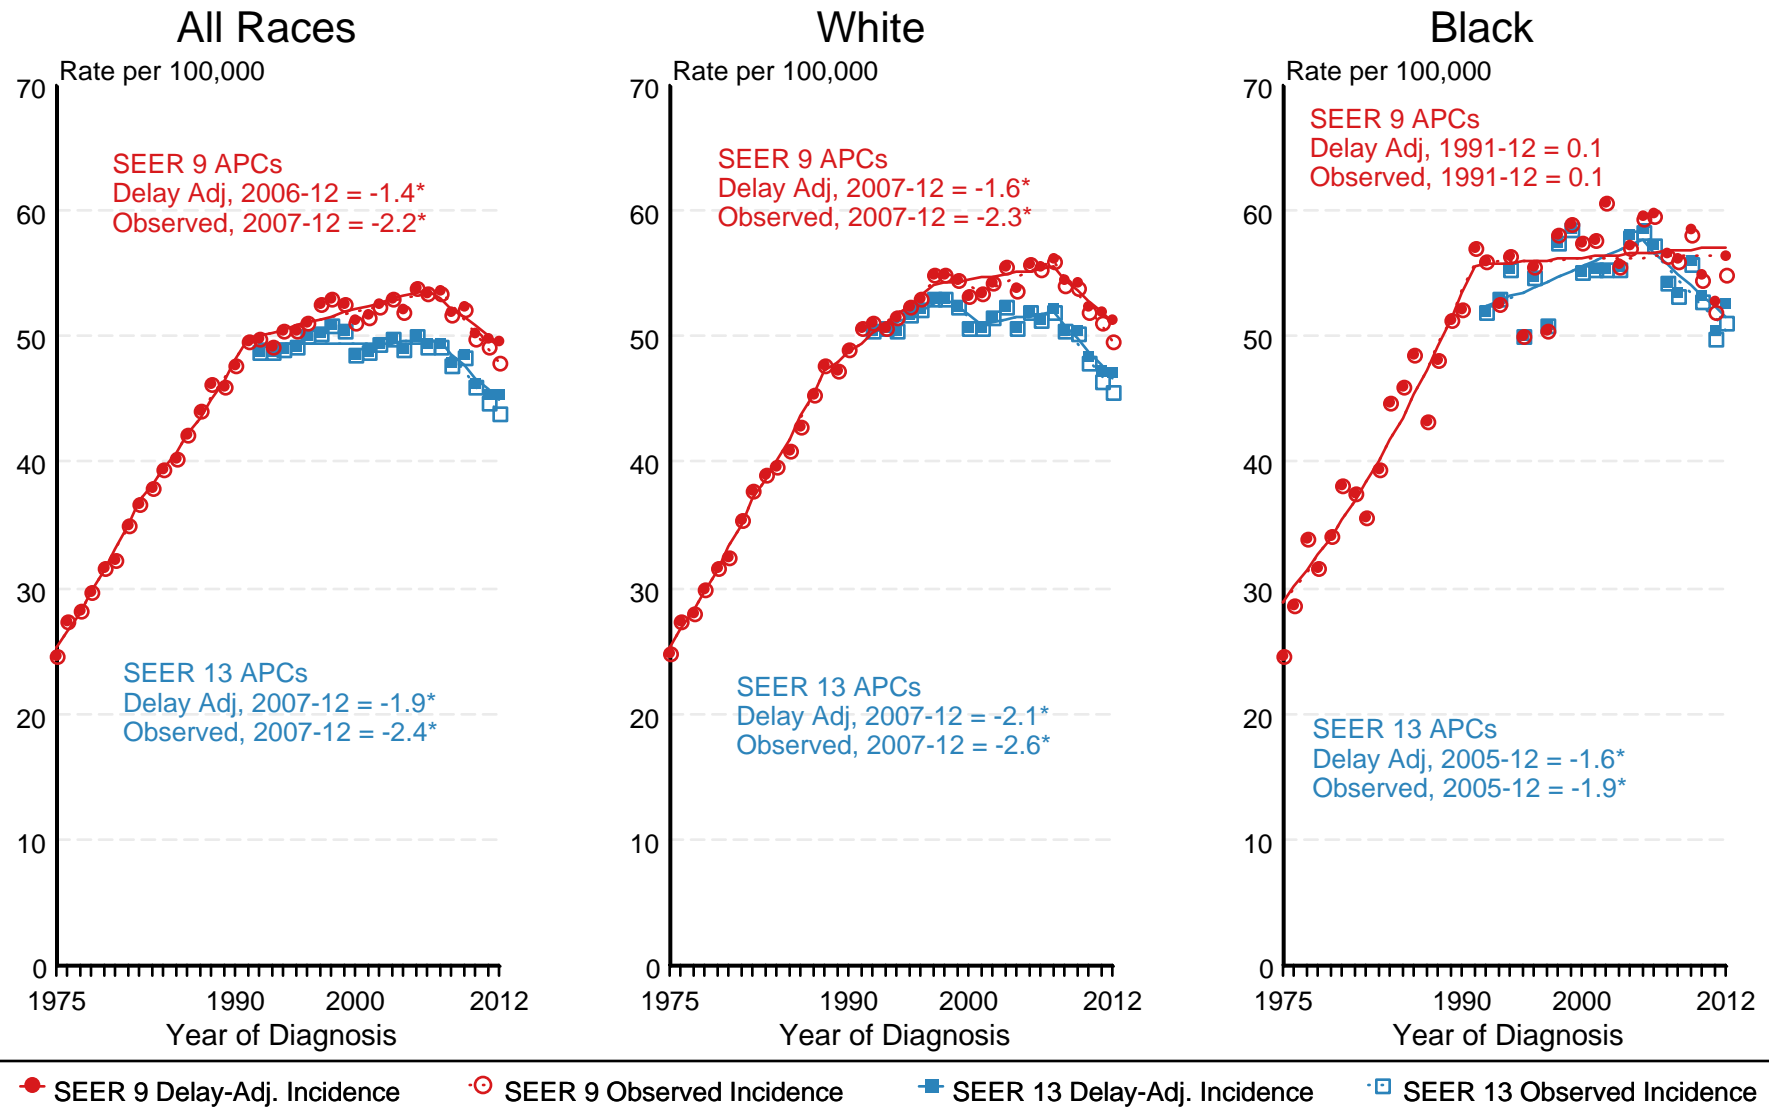 All Races
Rate per 100,000
70
60
50
40
30
20
10
0
SEER 9 APCs
Delay Adj, 2006-12 = -1.4*
Observed, 2007-12 = -2.2*
SEER 13 APCs
Delay Adj, 2007-12 = -1.9*
Observed, 2007-12 = -2.4*
1975 1990 2000 2012
Year of Diagnosis
White
Rate per 100,000
70
60
50
40
30
20
10
0
SEER 9 APCs
Delay Adj, 2007-12 = -1.6*
Observed, 2007-12 = -2.3*
SEER 13 APCs
Delay Adj, 2007-12 = -2.1*
Observed, 2007-12 = -2.6*
1975 1990 2000 2012
Year of Diagnosis
Black
Rate per 100,000
70
60
50
40
30
20
10
0
SEER 9 APCs
Delay Adj, 1991-12 = 0.1
Observed, 1991-12 = 0.1
SEER 13 APCs
Delay Adj, 2005-12 = -1.6*
Observed, 2005-12 = -1.9*
1975 1990 2000 2012
Year of Diagnosis
SEER 9 Delay-Adj. Incidence SEER 9 Observed Incidence SEER 13 Delay-Adj. Incidence SEER 13 Observed Incidence